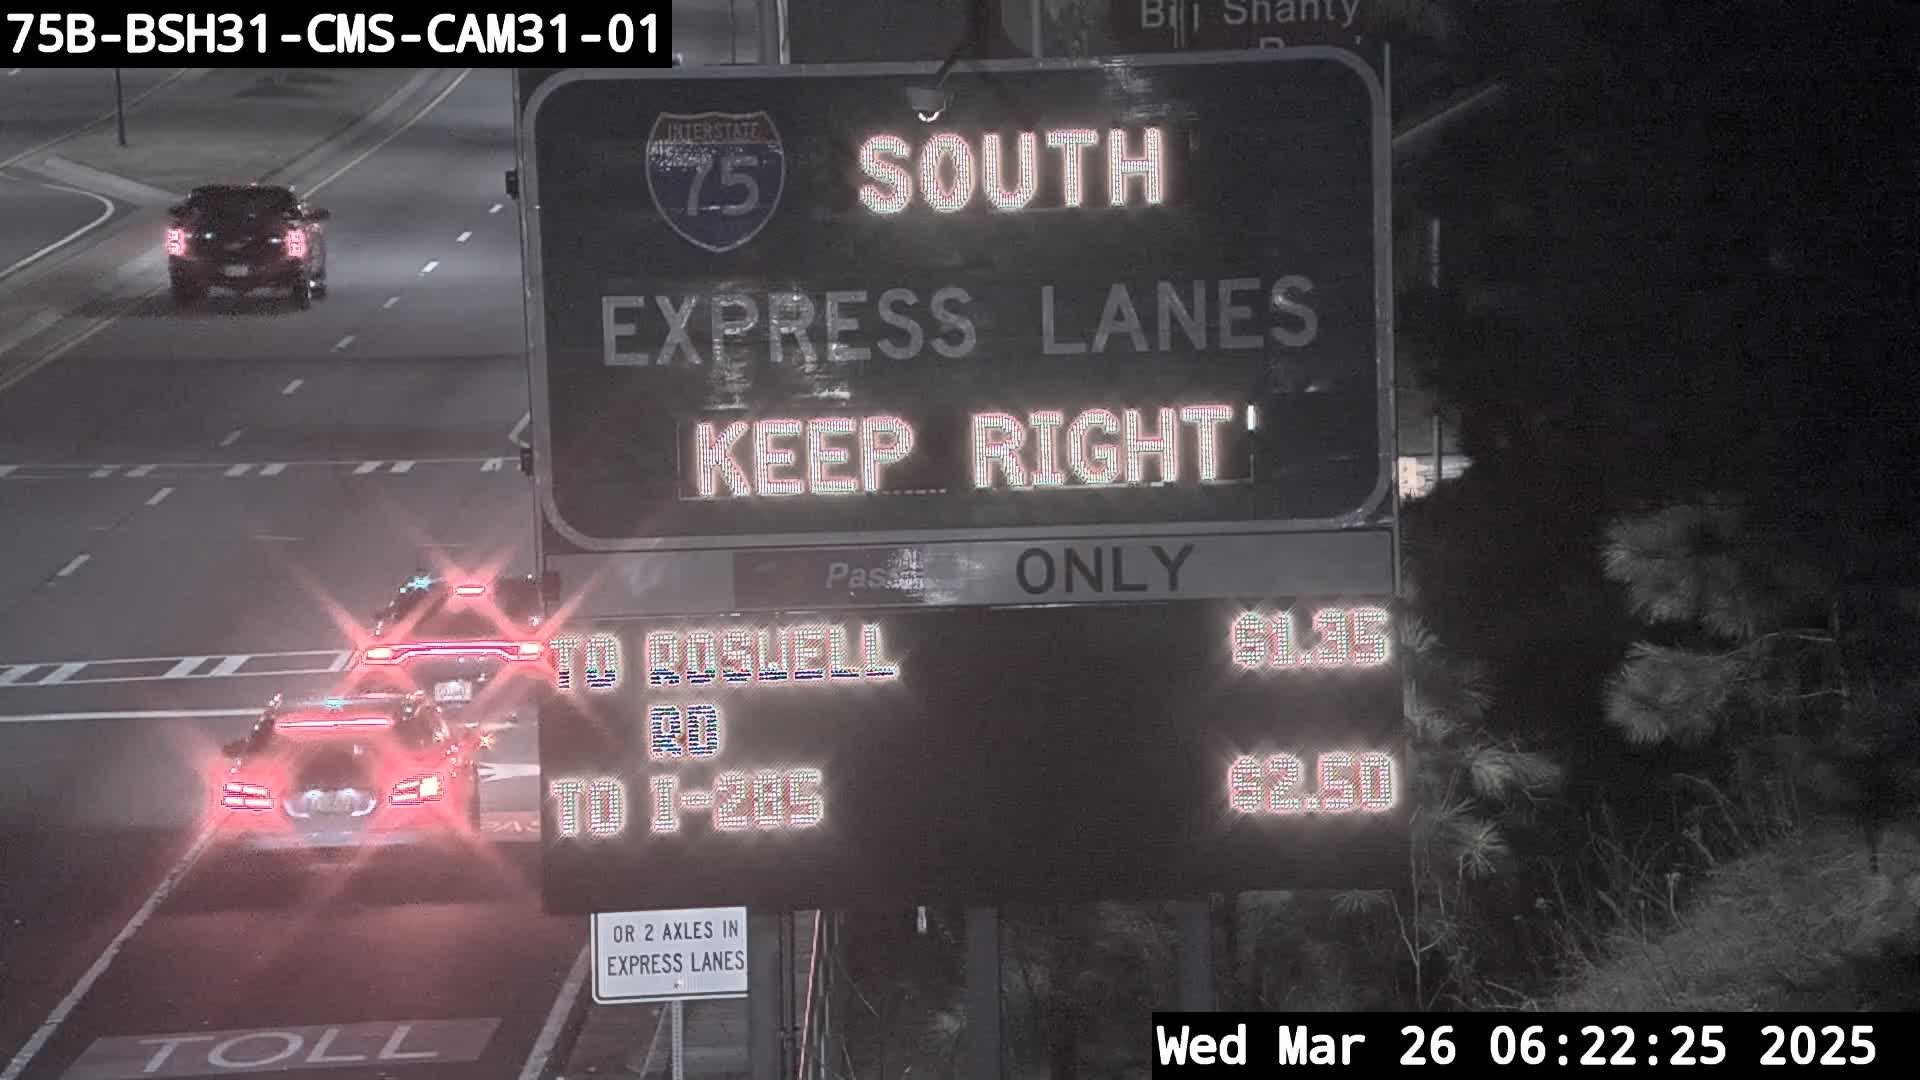 75B-BSH31-CMS-CAM31-01
Shanty
INTERSTATE
75
SOUTH
EXPRESS LANES
KEEP RIGHT
ONLY
TO ROSWELL $1.35
RD
TO I-285 $2.50
OR 2 AXLES IN
EXPRESS LANES
TOLL
Wed Mar 26 06:22:25 2025